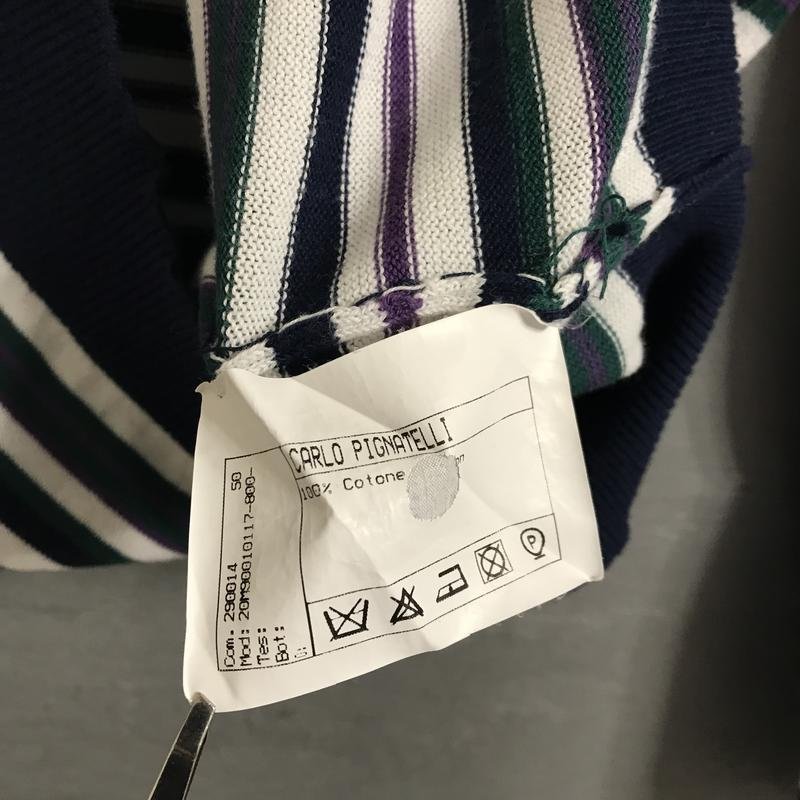 CARLO PIGNATELLI
100% Cotone
Com. 290014 50
Mod: 20M90010117-800-
Tes:
Bot:
P